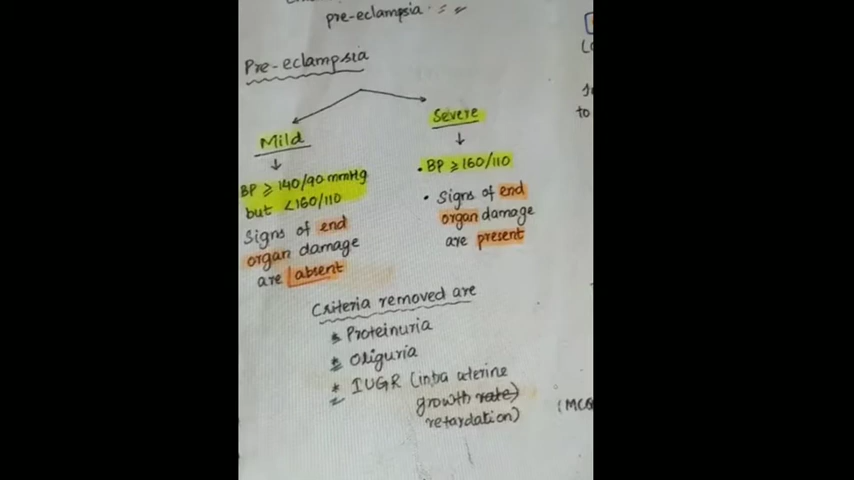 pre-eclampsia
Pre-eclampsia
Mild
BP ≥ 140/90 mmHg
but < 160/110
Signs of end
organ damage
are absent
Severe
• BP ≥ 160/110
• Signs of end
organ damage
are present
Criteria removed are
* Proteinuria
* Oliguria
* IUGR (intra uterine
growth rate)
retardation)
to
(MCQ